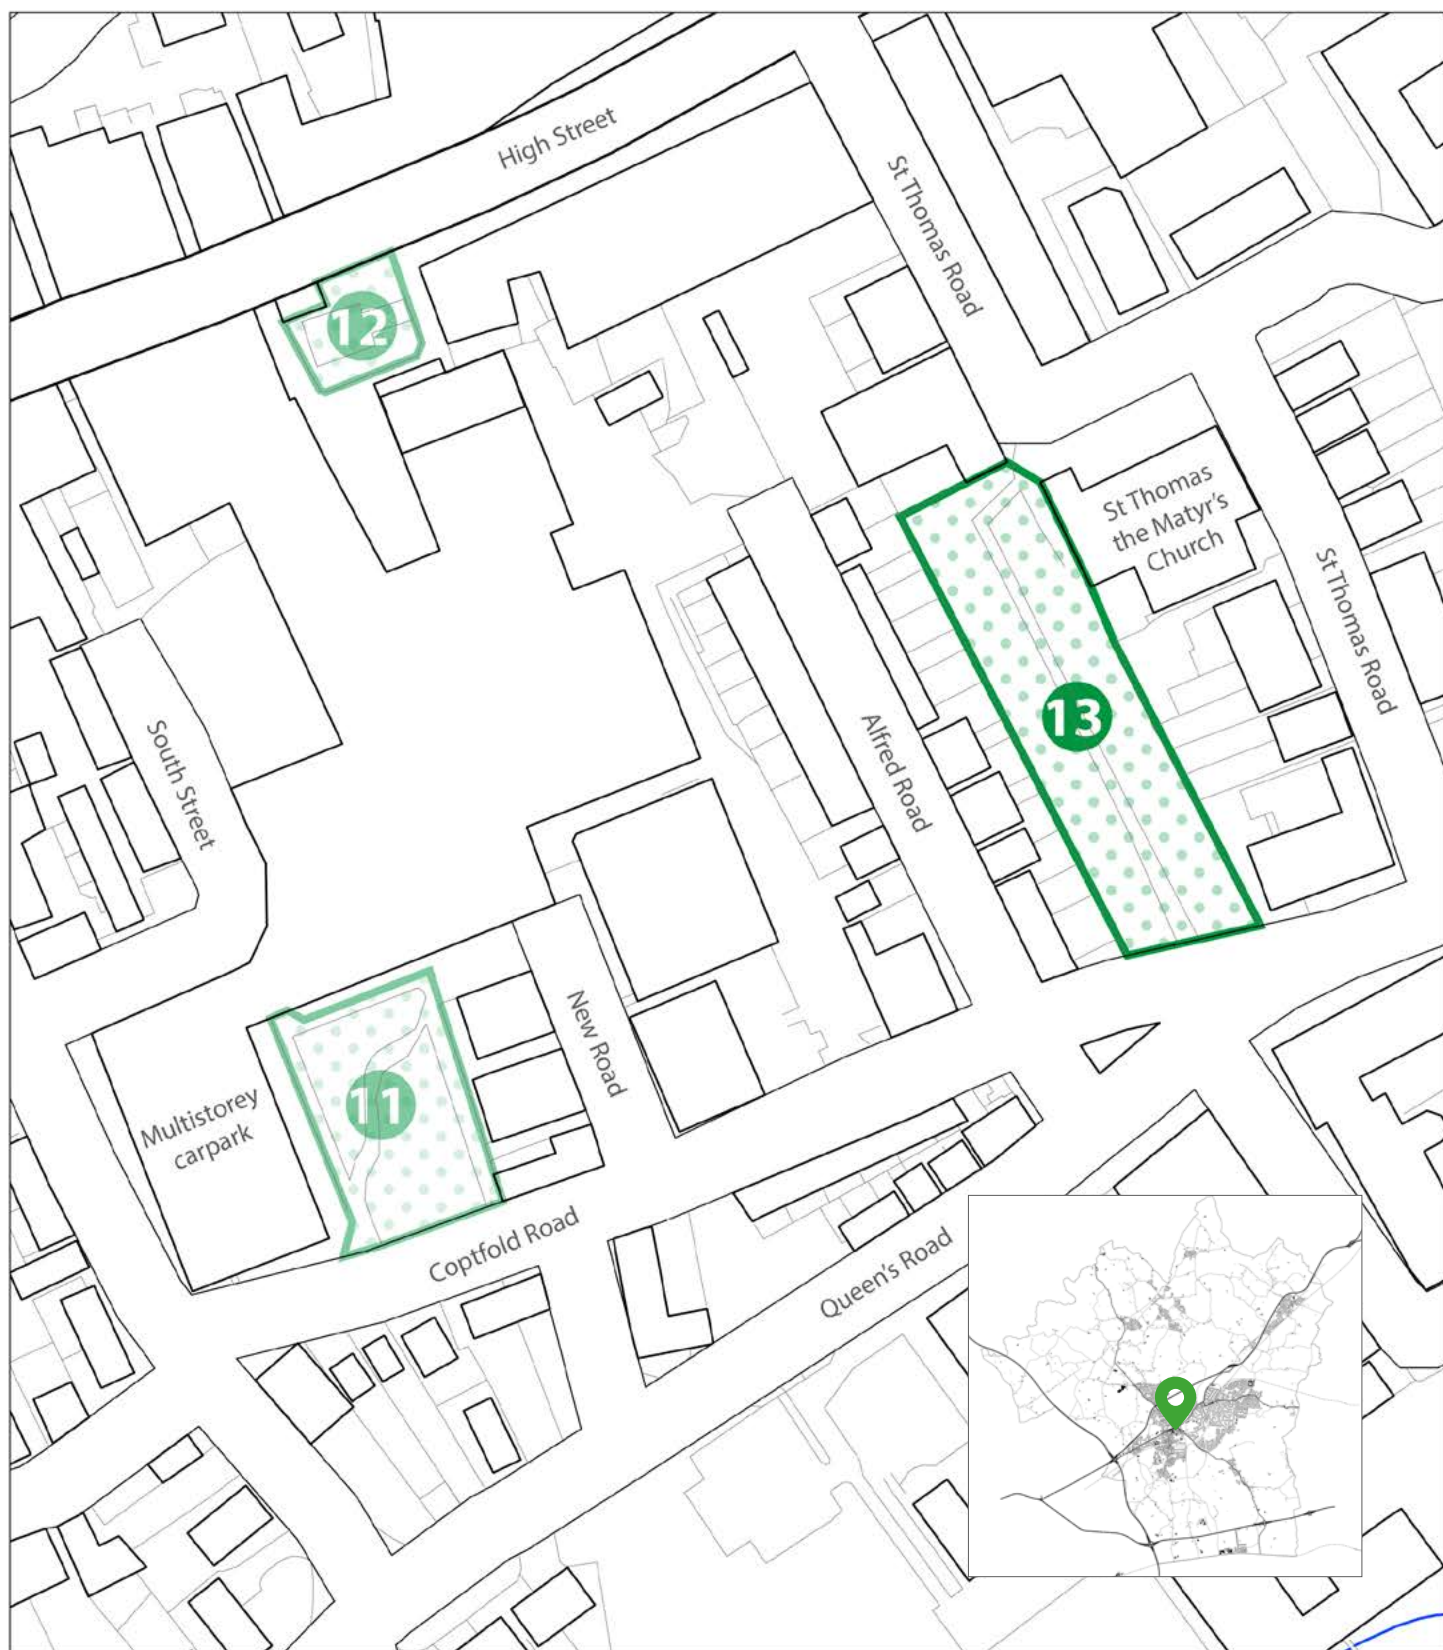 High Street
St Thomas Road
12
St Thomas
the Matyr's
Church
St Thomas Road
13
Alfred Road
South Street
New Road
11
Multistorey
carpark
Coptfold Road
Queen's Road